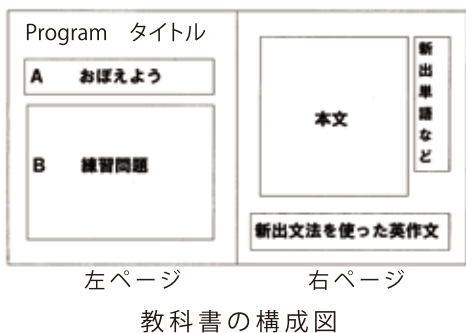 Program タイトル
A おぼえよう
B 練習問題
本文
新出単語など
新出文法を使った英作文
左ページ
右ページ
教科書の構成図